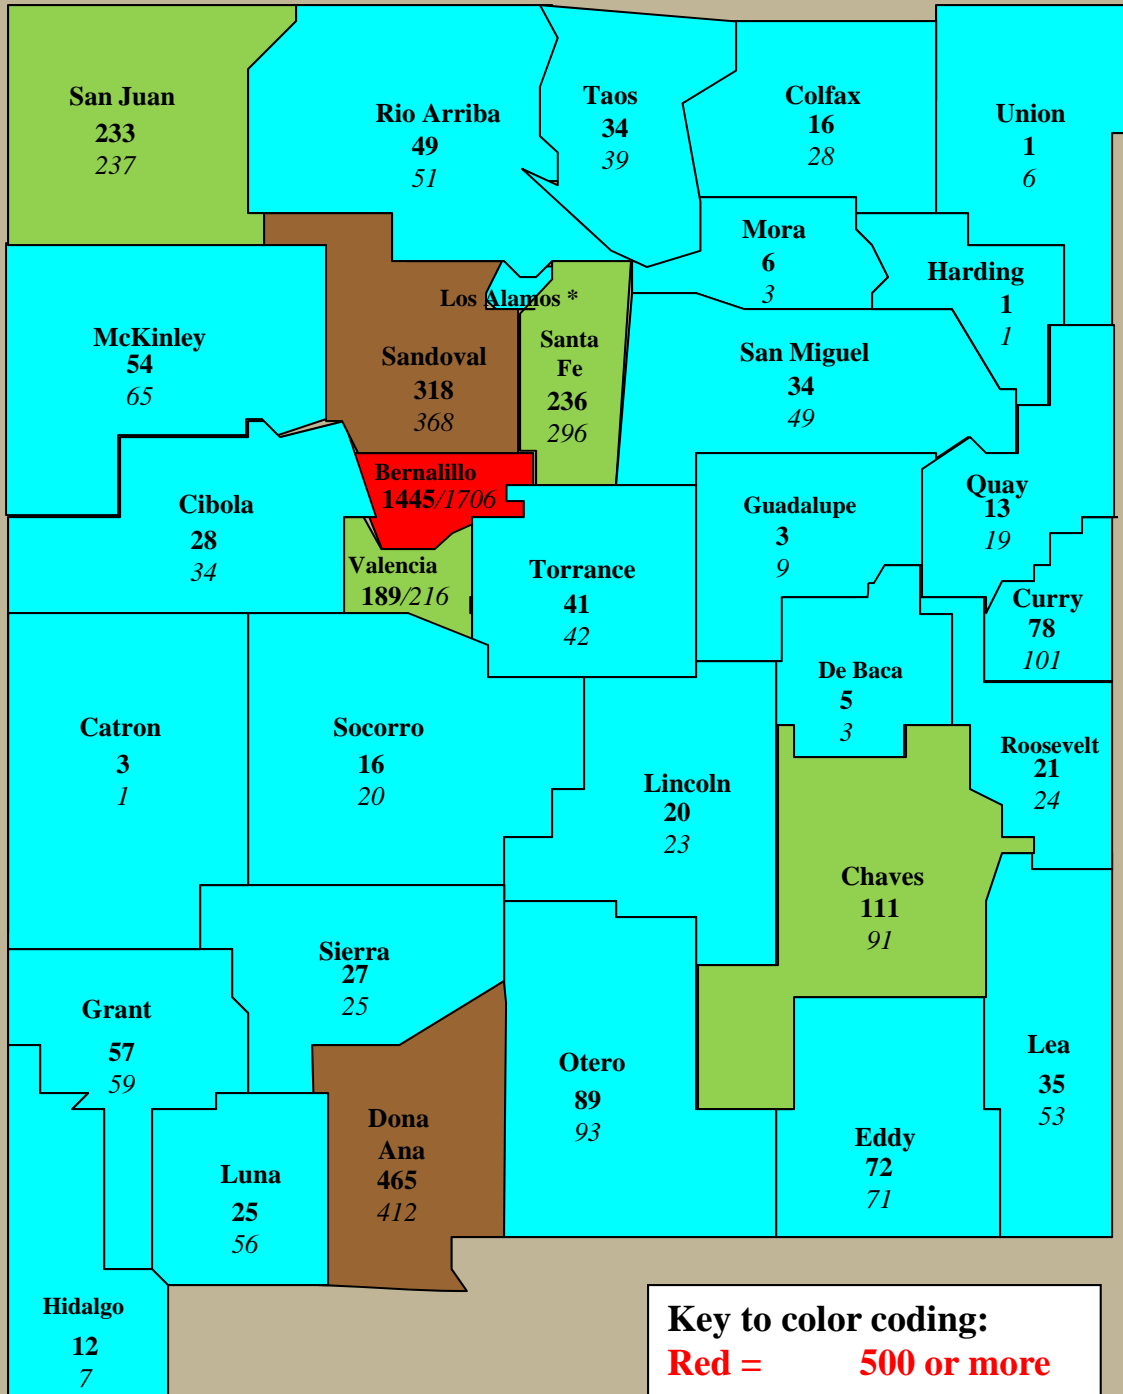 San Juan
233
237
Rio Arriba
49
51
Taos
34
39
Colfax
16
28
Union
1
6
Mora
6
3
Harding
1
1
Los Alamos *
McKinley
54
65
Sandoval
318
368
Santa
Fe
236
296
San Miguel
34
49
Bernalillo
1445/1706
Cibola
28
34
Valencia
189/216
Torrance
41
42
Guadalupe
3
9
Quay
13
19
Curry
78
101
De Baca
5
3
Roosevelt
21
24
Catron
3
1
Socorro
16
20
Lincoln
20
23
Chaves
111
91
Sierra
27
25
Grant
57
59
Otero
89
93
Lea
35
53
Dona
Ana
465
412
Eddy
72
71
Luna
25
56
Hidalgo
12
7
Key to color coding:
Red = 500 or more